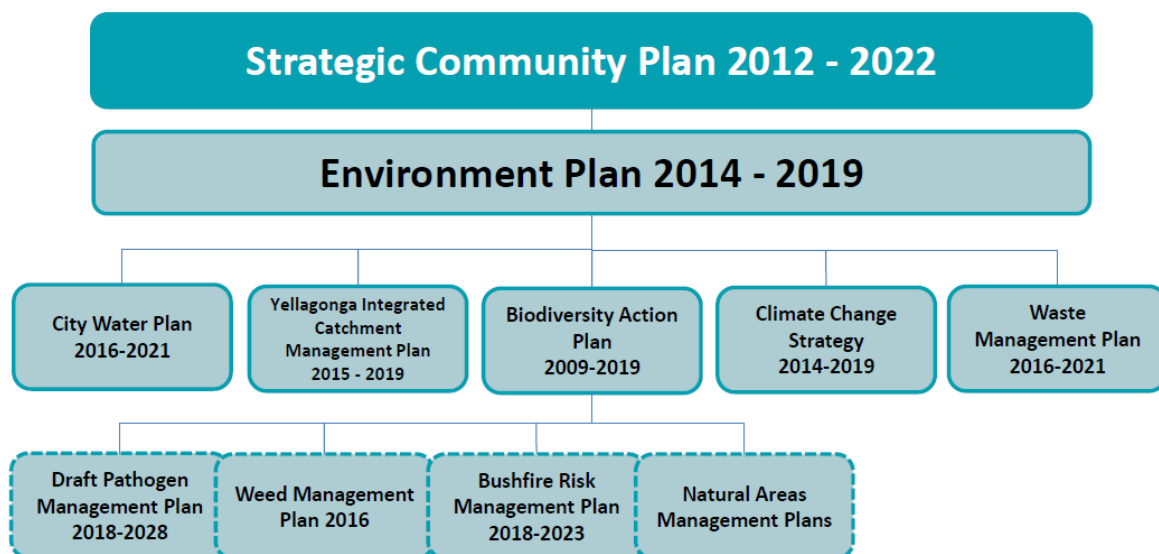 Strategic Community Plan 2012 - 2022
Environment Plan 2014 - 2019
City Water Plan
2016-2021
Yellagonga Integrated
Catchment
Management Plan
2015 - 2019
Biodiversity Action
Plan
2009-2019
Climate Change
Strategy
2014-2019
Waste
Management Plan
2016-2021
Draft Pathogen
Management Plan
2018-2028
Weed Management
Plan 2016
Bushfire Risk
Management Plan
2018-2023
Natural Areas
Management Plans